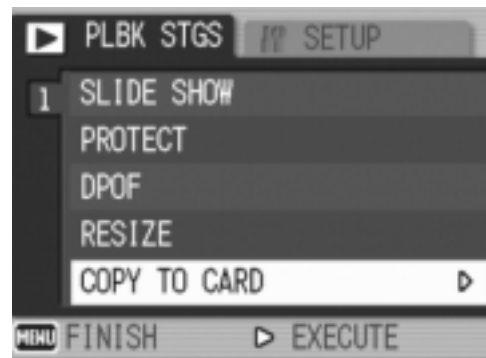 PLBK STGS SETUP
1 SLIDE SHOW
PROTECT
DPOF
RESIZE
COPY TO CARD
MENU FINISH EXECUTE